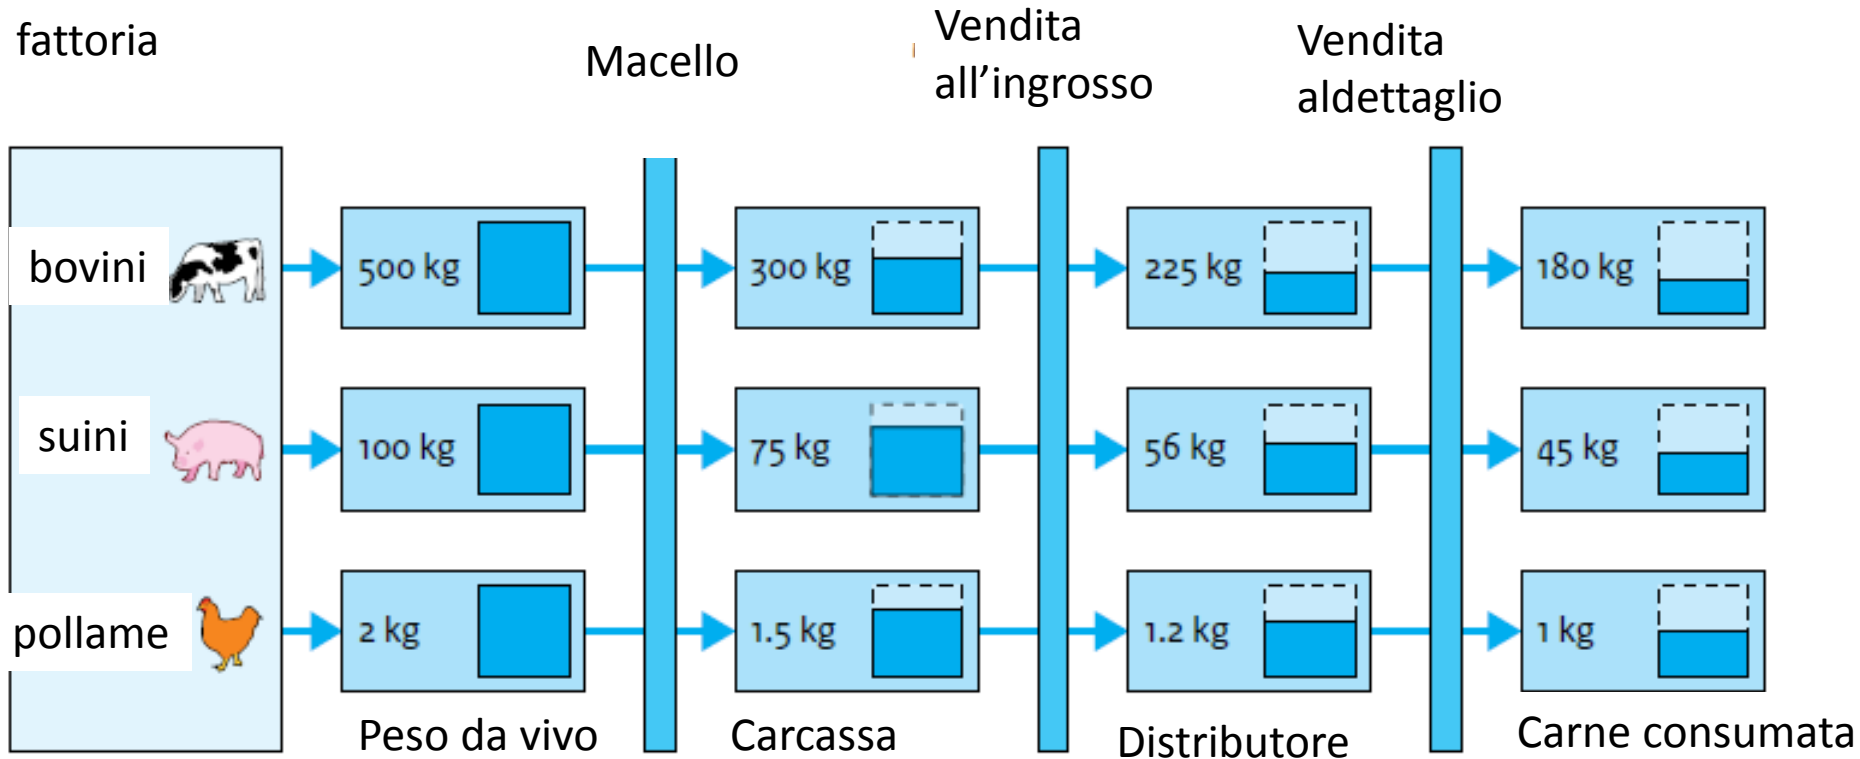 fattoria
Macello
Vendita
all’ingrosso
Vendita
aldettaglio
bovini
500 kg
300 kg
225 kg
180 kg
suini
100 kg
75 kg
56 kg
45 kg
pollame
2 kg
1.5 kg
1.2 kg
1 kg
Peso da vivo
Carcassa
Distributore
Carne consumata